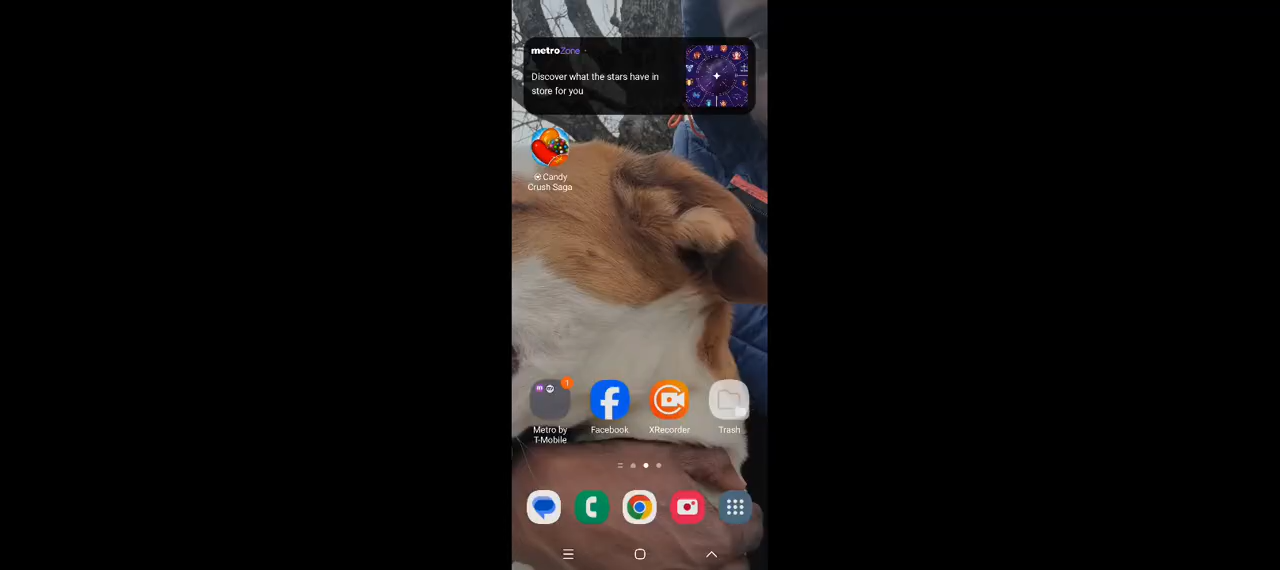 metroZone
Discover what the stars have in
store for you
Candy
Crush Saga
1
Metro by
T-Mobile
Facebook
XRecorder
Trash